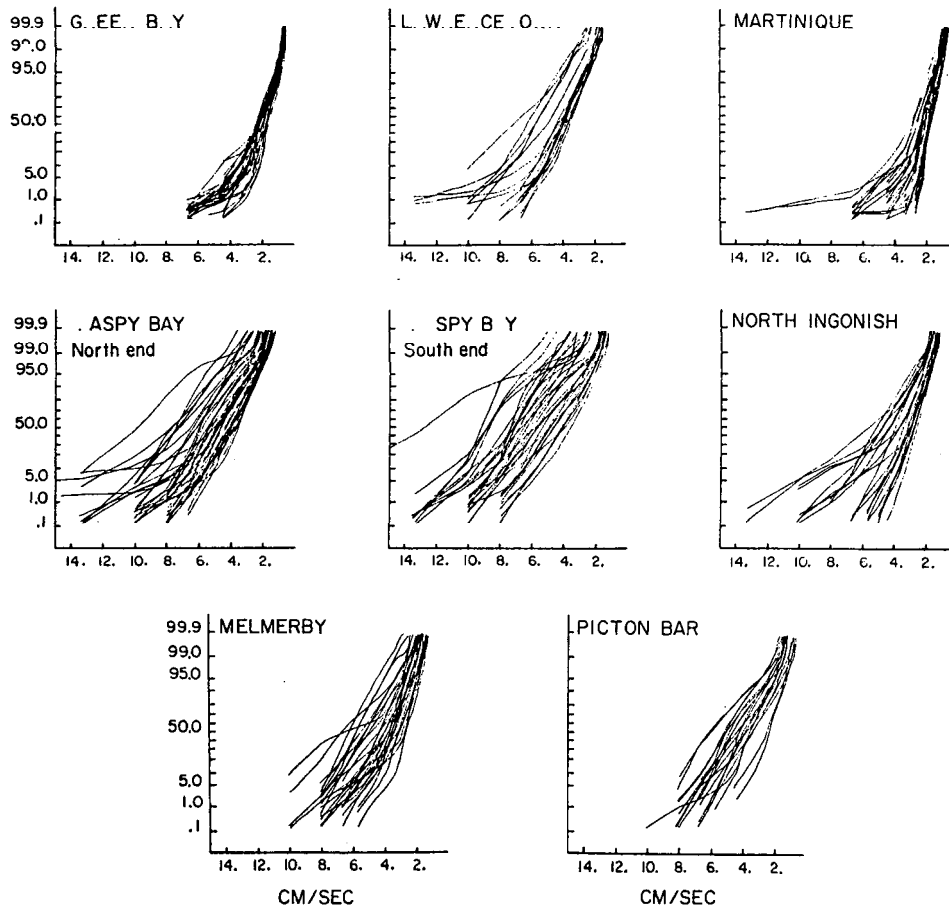 99.9
MARTINIQUE
95.0
50.0
5.0
1.0
.1
14. 12. 10. 8. 6. 4. 2.
14. 12. 10. 8. 6. 4. 2.
14. 12. 10. 8. 6. 4. 2.
99.9 ASPY BAY
99.0 North end
95.0
50.0
5.0
1.0
.1
South end
NORTH INGONISH
14. 12. 10. 8. 6. 4. 2.
14. 12. 10. 8. 6. 4. 2.
14. 12. 10. 8. 6. 4. 2.
99.9 MELMERBY
99.0
95.0
50.0
5.0
1.0
.1
PICTON BAR
14. 12. 10. 8. 6. 4. 2.
14. 12. 10. 8. 6. 4. 2.
CM/SEC
CM/SEC